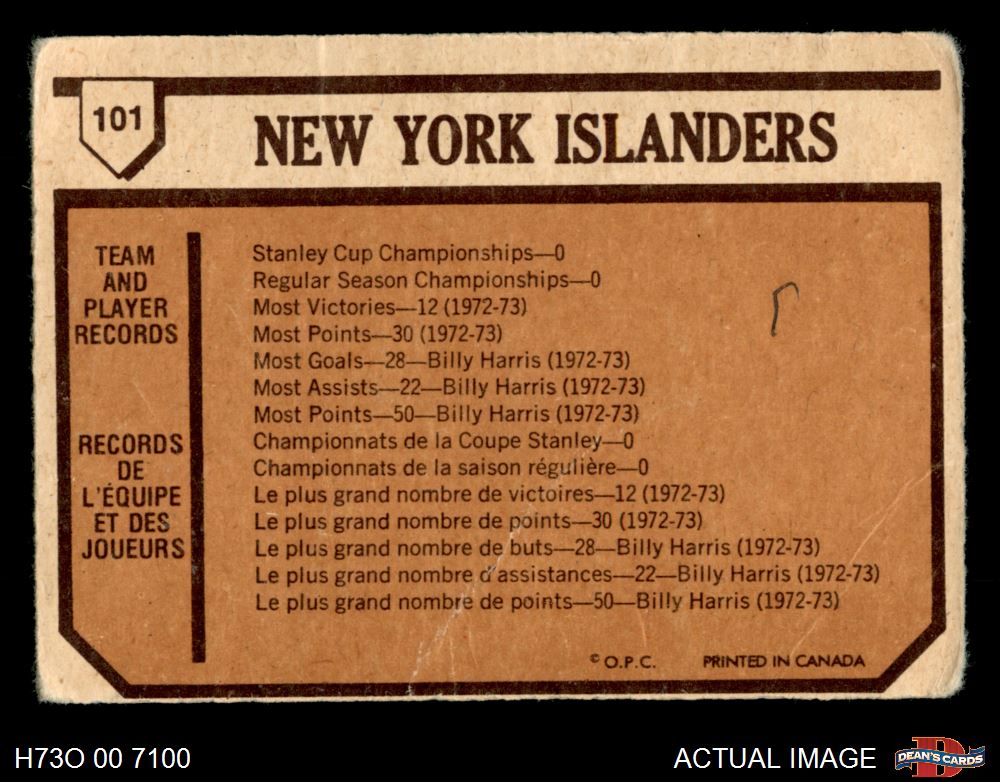 101
NEW YORK ISLANDERS
TEAM
AND
PLAYER
RECORDS
Stanley Cup Championships—0
Regular Season Championships—0
Most Victories—12 (1972-73)
Most Points—30 (1972-73)
Most Goals—28—Billy Harris (1972-73)
Most Assists—22—Billy Harris (1972-73)
Most Points—50—Billy Harris (1972-73)
RECORDS
DE
L'ÉQUIPE
ET DES
JOUEURS
Championnats de la Coupe Stanley—0
Championnats de la saison régulière—0
Le plus grand nombre de victoires—12 (1972-73)
Le plus grand nombre de points—30 (1972-73)
Le plus grand nombre de buts—28—Billy Harris (1972-73)
Le plus grand nombre d'assistances—22—Billy Harris (1972-73)
Le plus grand nombre de points—50—Billy Harris (1972-73)
© O.P.C. PRINTED IN CANADA
H73O 00 7100
ACTUAL IMAGE
D
DEAN'S CARDS